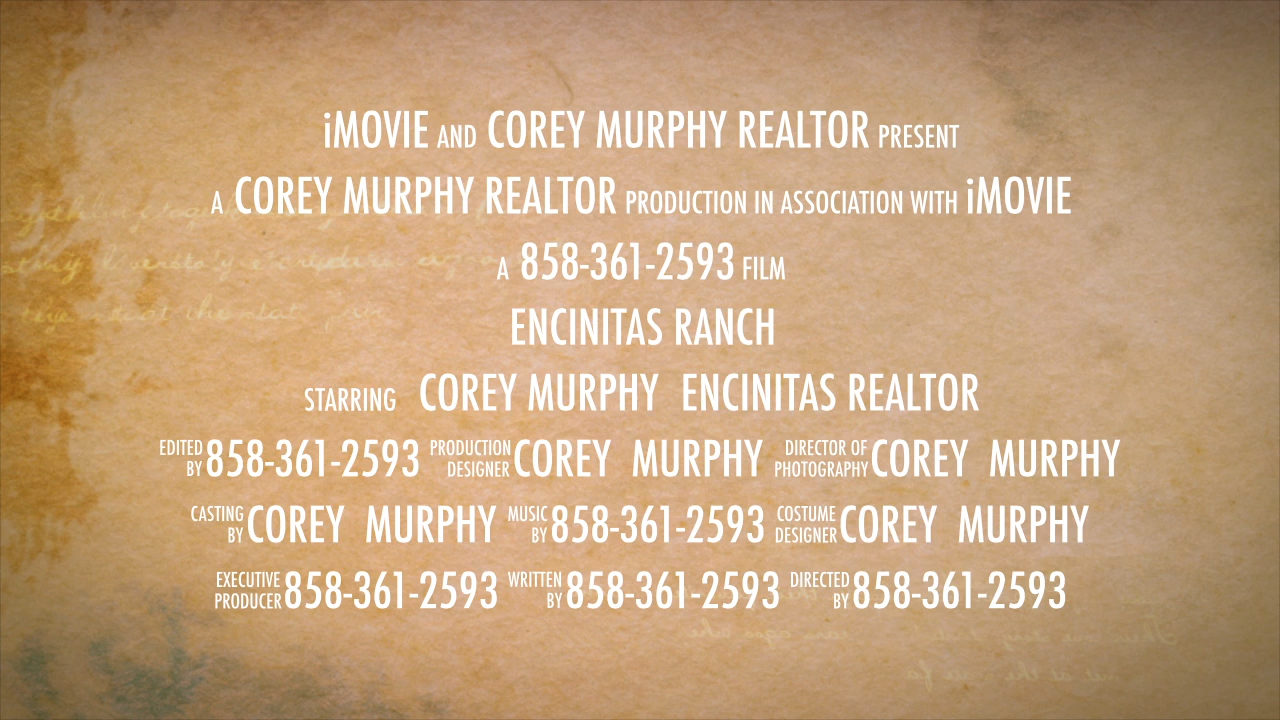 iMOVIE AND COREY MURPHY REALTOR PRESENT
A COREY MURPHY REALTOR PRODUCTION IN ASSOCIATION WITH iMOVIE
A 858-361-2593 FILM
ENCINITAS RANCH
STARRING COREY MURPHY ENCINITAS REALTOR
EDITED BY 858-361-2593 PRODUCTION DESIGNER COREY MURPHY DIRECTOR OF PHOTOGRAPHY COREY MURPHY
CASTING BY COREY MURPHY MUSIC BY 858-361-2593 COSTUME DESIGNER COREY MURPHY
EXECUTIVE PRODUCER 858-361-2593 WRITTEN BY 858-361-2593 DIRECTED BY 858-361-2593